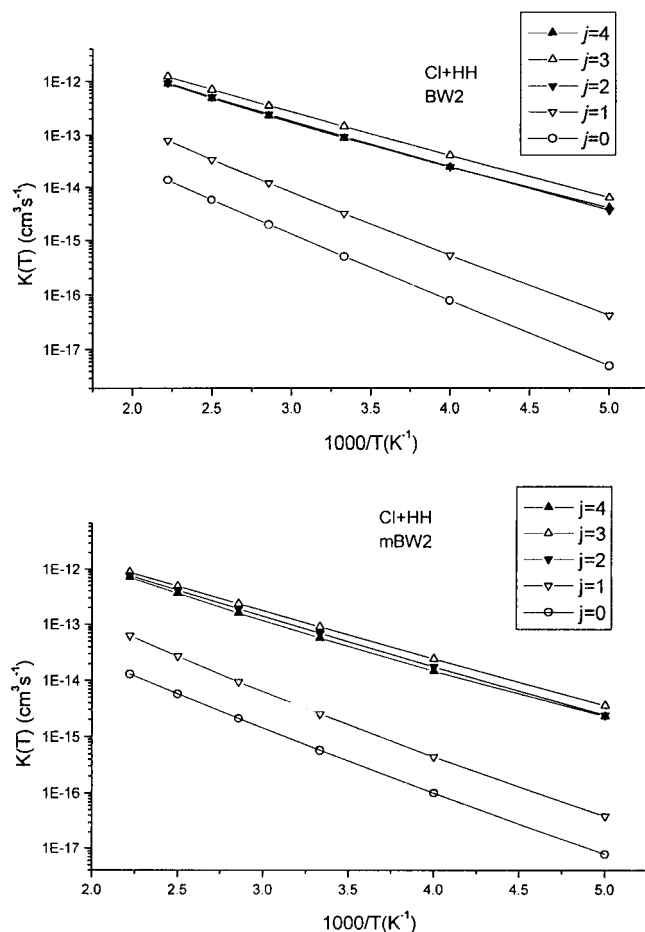 j=4
j=3
j=2
j=1
j=0
Cl+HH
BW2
1E-12
1E-13
1E-14
1E-15
1E-16
1E-17
K(T) (cm³s⁻¹)
2.0 2.5 3.0 3.5 4.0 4.5 5.0
1000/T(K⁻¹)
j=4
j=3
j=2
j=1
j=0
Cl+HH
mBW2
1E-12
1E-13
1E-14
1E-15
1E-16
1E-17
K(T) (cm³s⁻¹)
2.0 2.5 3.0 3.5 4.0 4.5 5.0
1000/T(K⁻¹)